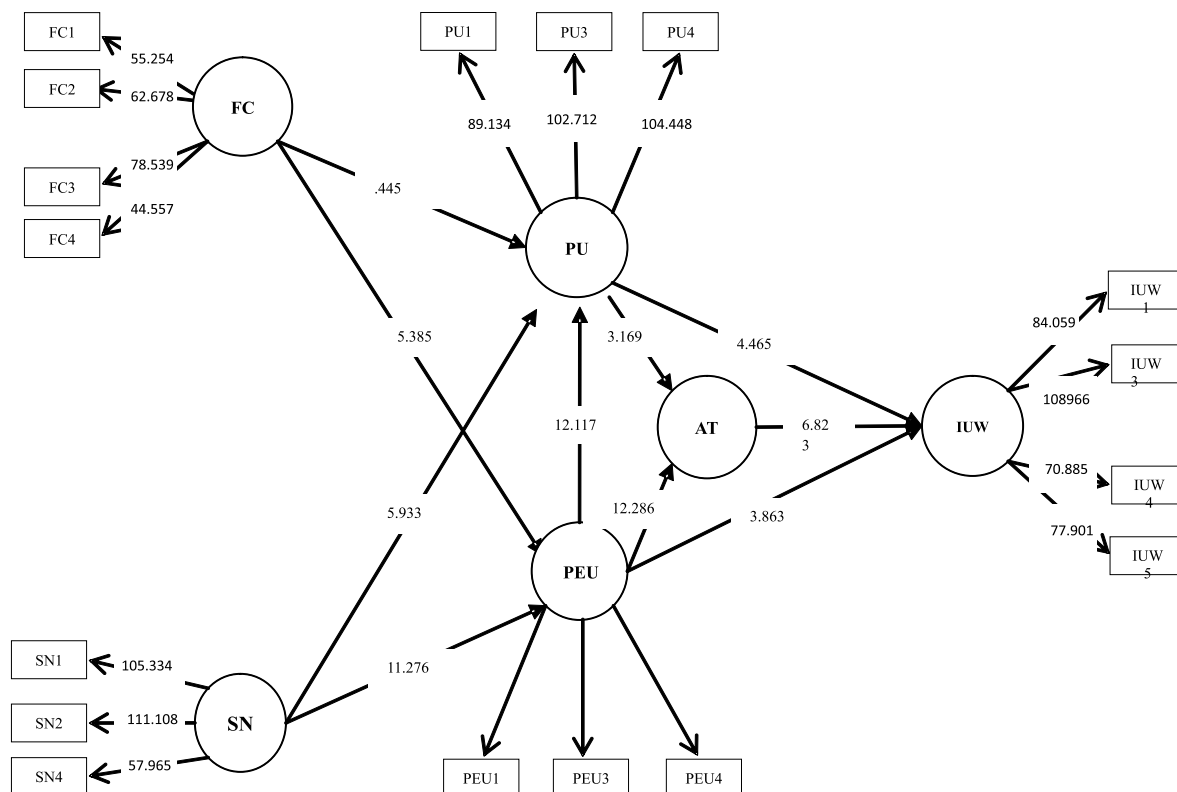 FC1
PU1
PU3
PU4
55.254
FC2
62.678
FC
89.134
102.712
104.448
78.539
FC3
.445
44.557
FC4
PU
IUW
1
84.059
5.385
3.169
4.465
IUW
3
108966
12.117
AT
6.82
3
IUW
70.885
IUW
4
5.933
12.286
3.863
77.901
IUW
5
PEU
SN1
105.334
11.276
SN2
111.108
SN
57.965
SN4
PEU1
PEU3
PEU4